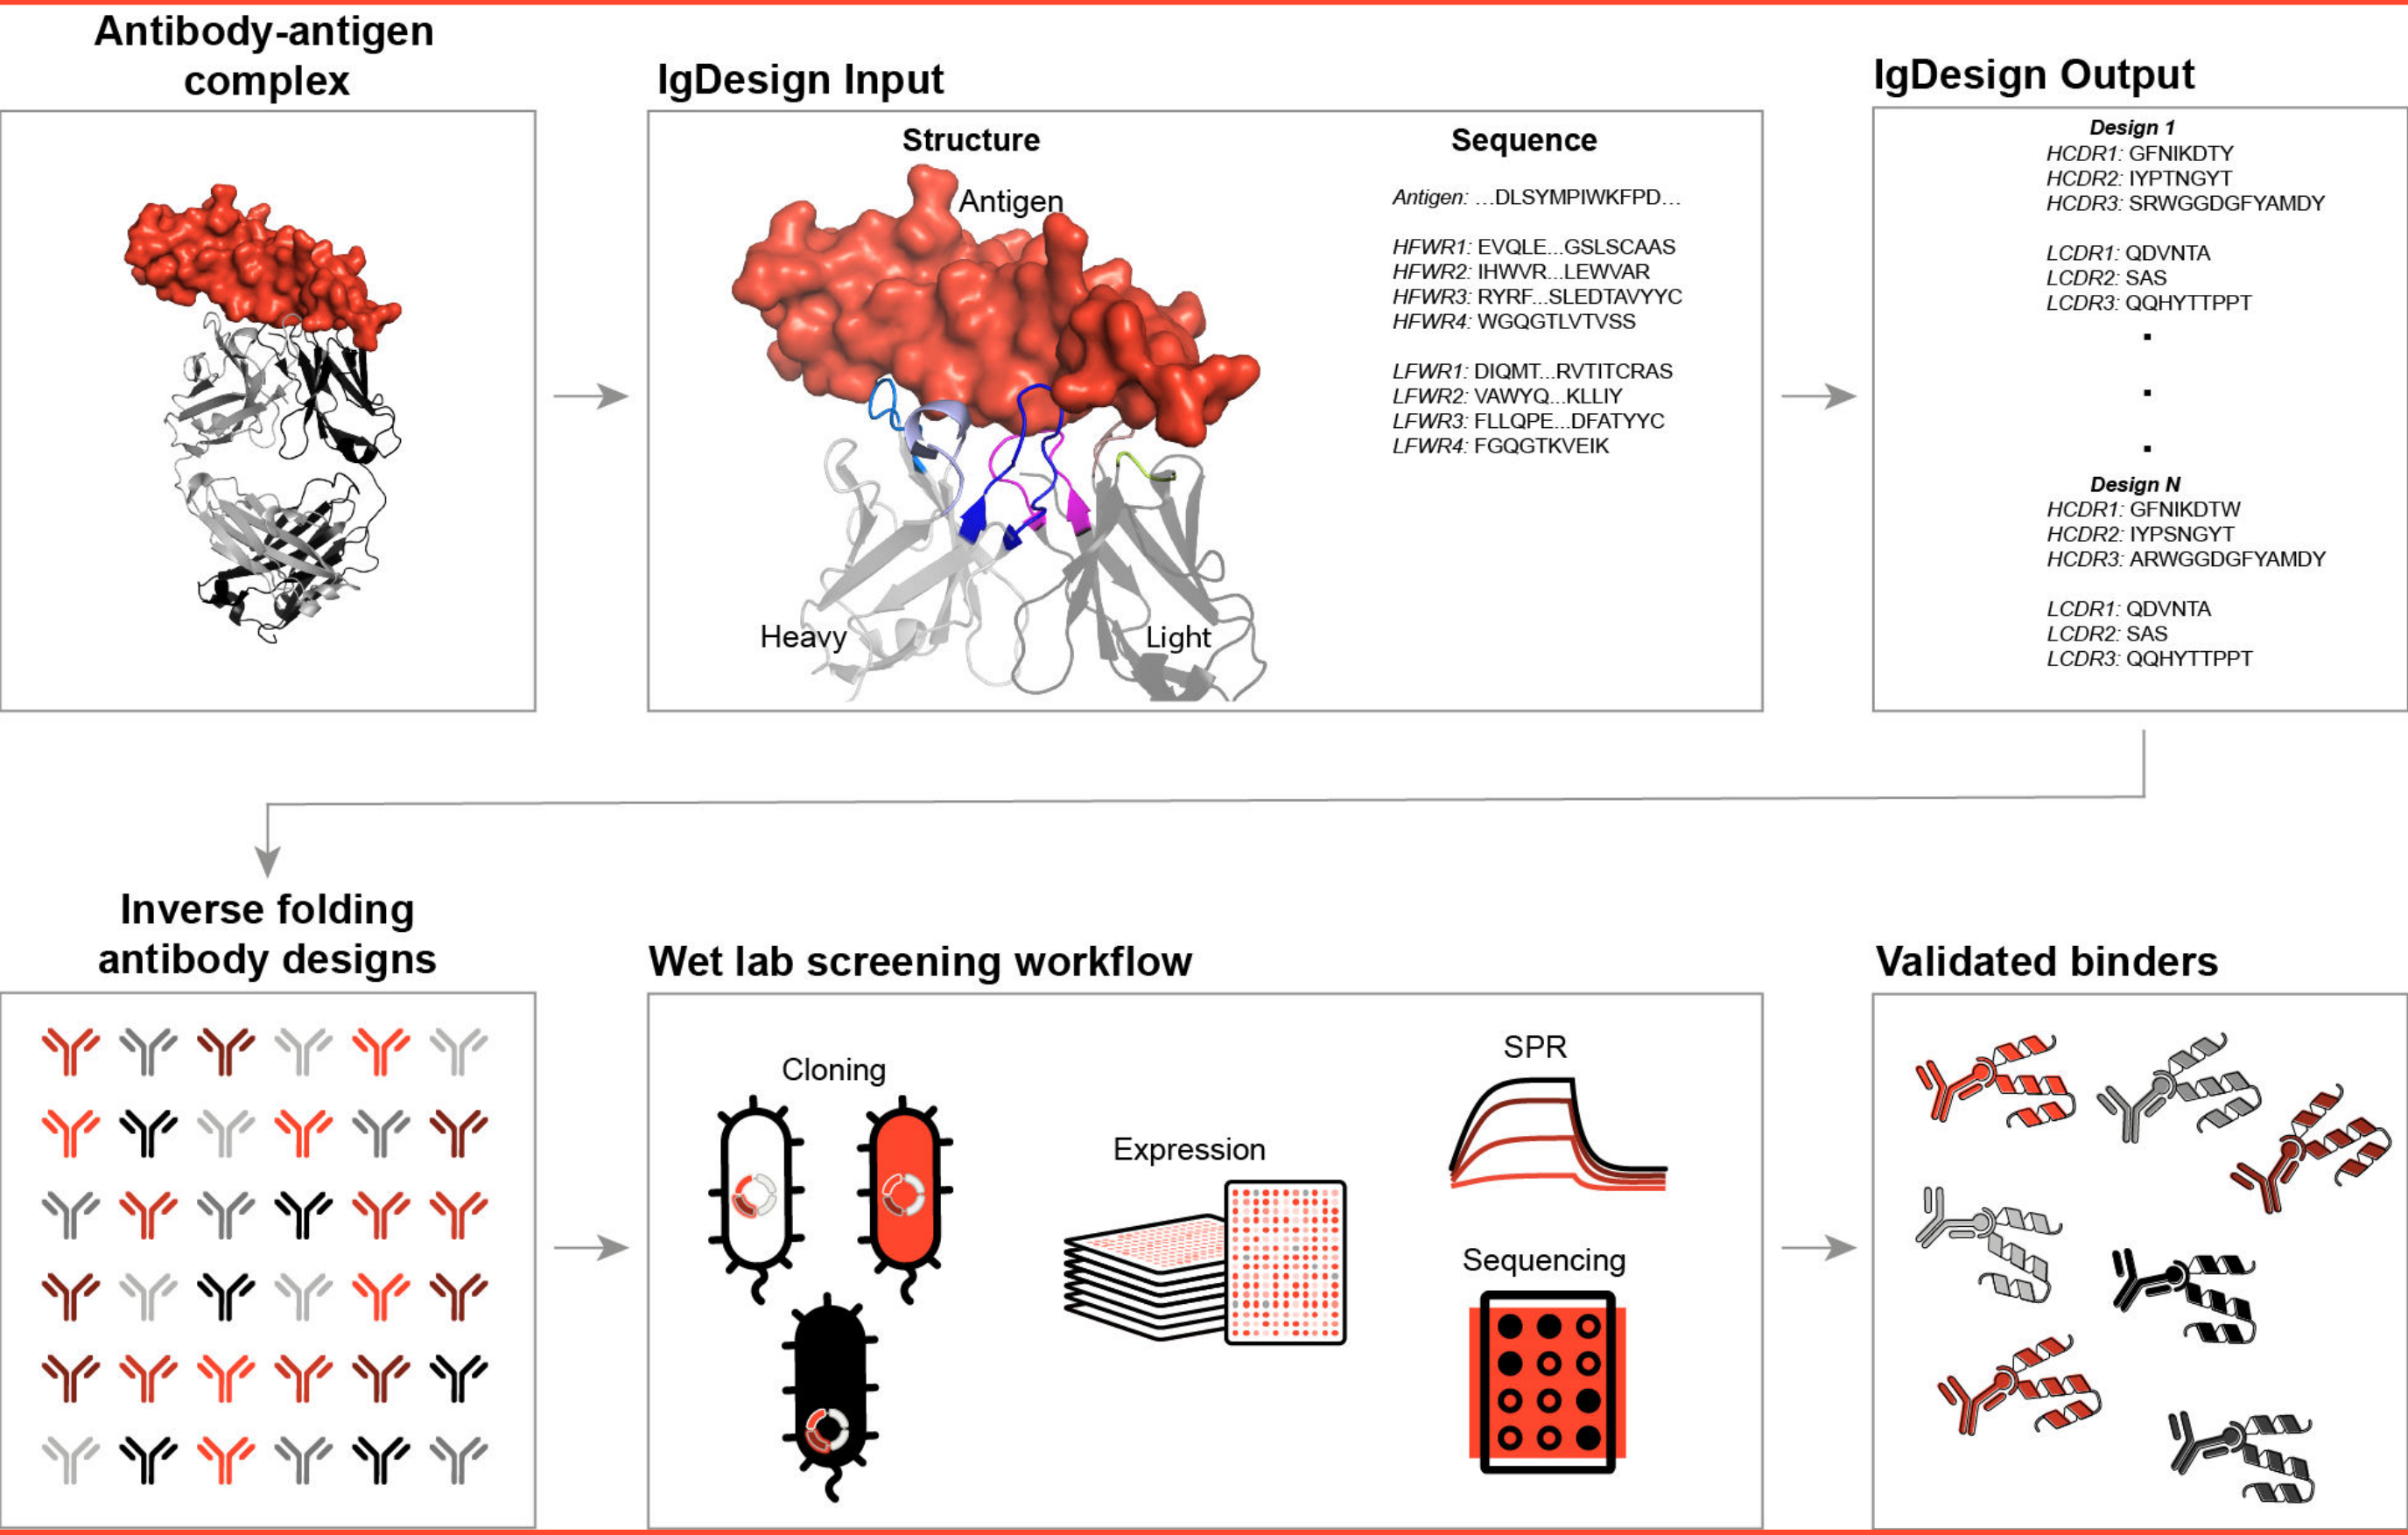 Antibody-antigen
complex
IgDesign Input
Structure
Antigen
Heavy
Light
Sequence
Antigen: ...DLSYMPIWKFPD...
HFWR1: EVQLE...GSLSCAAS
HFWR2: IHWVR...LEWVAR
HFWR3: RYRF...SLEDTAVYYC
HFWR4: WGQGTLVTVSS
LFWR1: DIQMT...RVTITCRAS
LFWR2: VAWYQ...KLLIY
LFWR3: FLLQPE...DFATYYC
LFWR4: FGQGTKVEIK
IgDesign Output
Design 1
HCDR1: GFNIKDTY
HCDR2: IYPTNGYT
HCDR3: SRWGGDGFYAMDY
LCDR1: QDVNTA
LCDR2: SAS
LCDR3: QQHYTTPPT
.
.
.
Design N
HCDR1: GFNIKDTW
HCDR2: IYPSNGYT
HCDR3: ARWGGDGFYAMDY
LCDR1: QDVNTA
LCDR2: SAS
LCDR3: QQHYTTPPT
Inverse folding
antibody designs
Wet lab screening workflow
Cloning
Expression
SPR
Sequencing
Validated binders